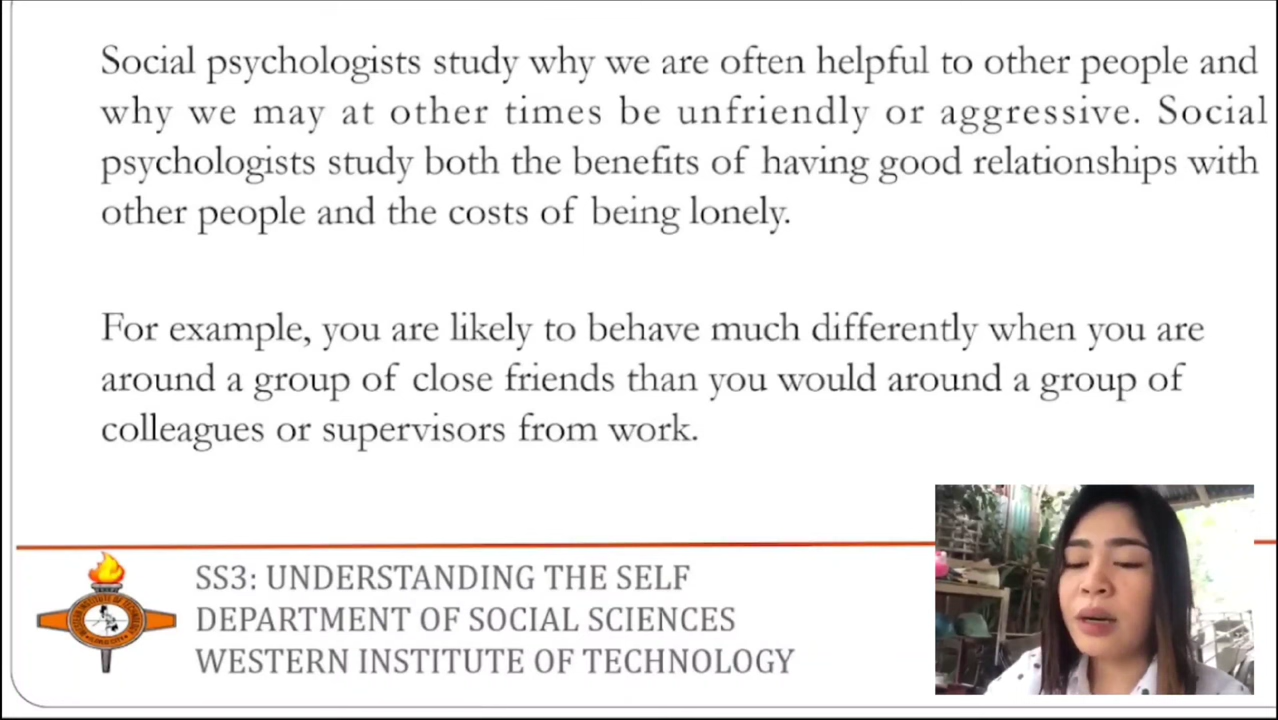 Social psychologists study why we are often helpful to other people and
why we may at other times be unfriendly or aggressive. Social
psychologists study both the benefits of having good relationships with
other people and the costs of being lonely.
For example, you are likely to behave much differently when you are
around a group of close friends than you would around a group of
colleagues or supervisors from work.
SS3: UNDERSTANDING THE SELF
DEPARTMENT OF SOCIAL SCIENCES
WESTERN INSTITUTE OF TECHNOLOGY